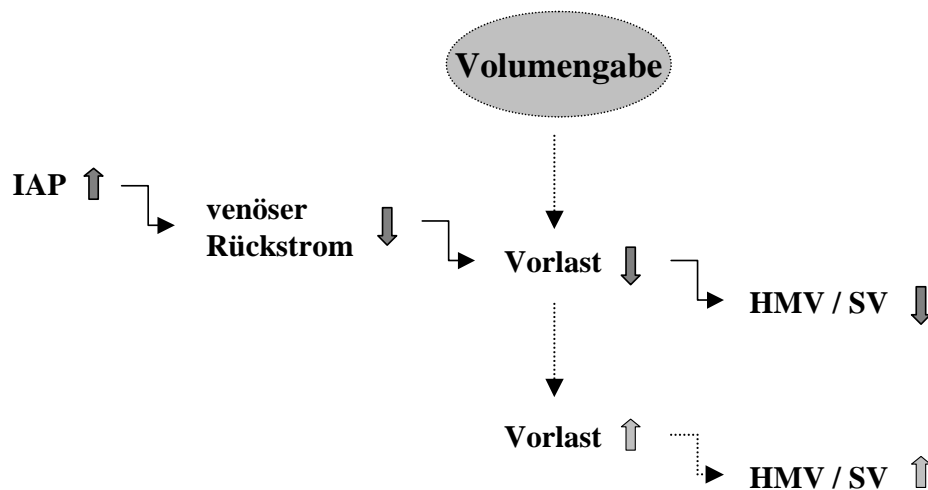 Volumengabe
IAP
venöser
Rückstrom
Vorlast
HMV / SV
Vorlast
HMV / SV